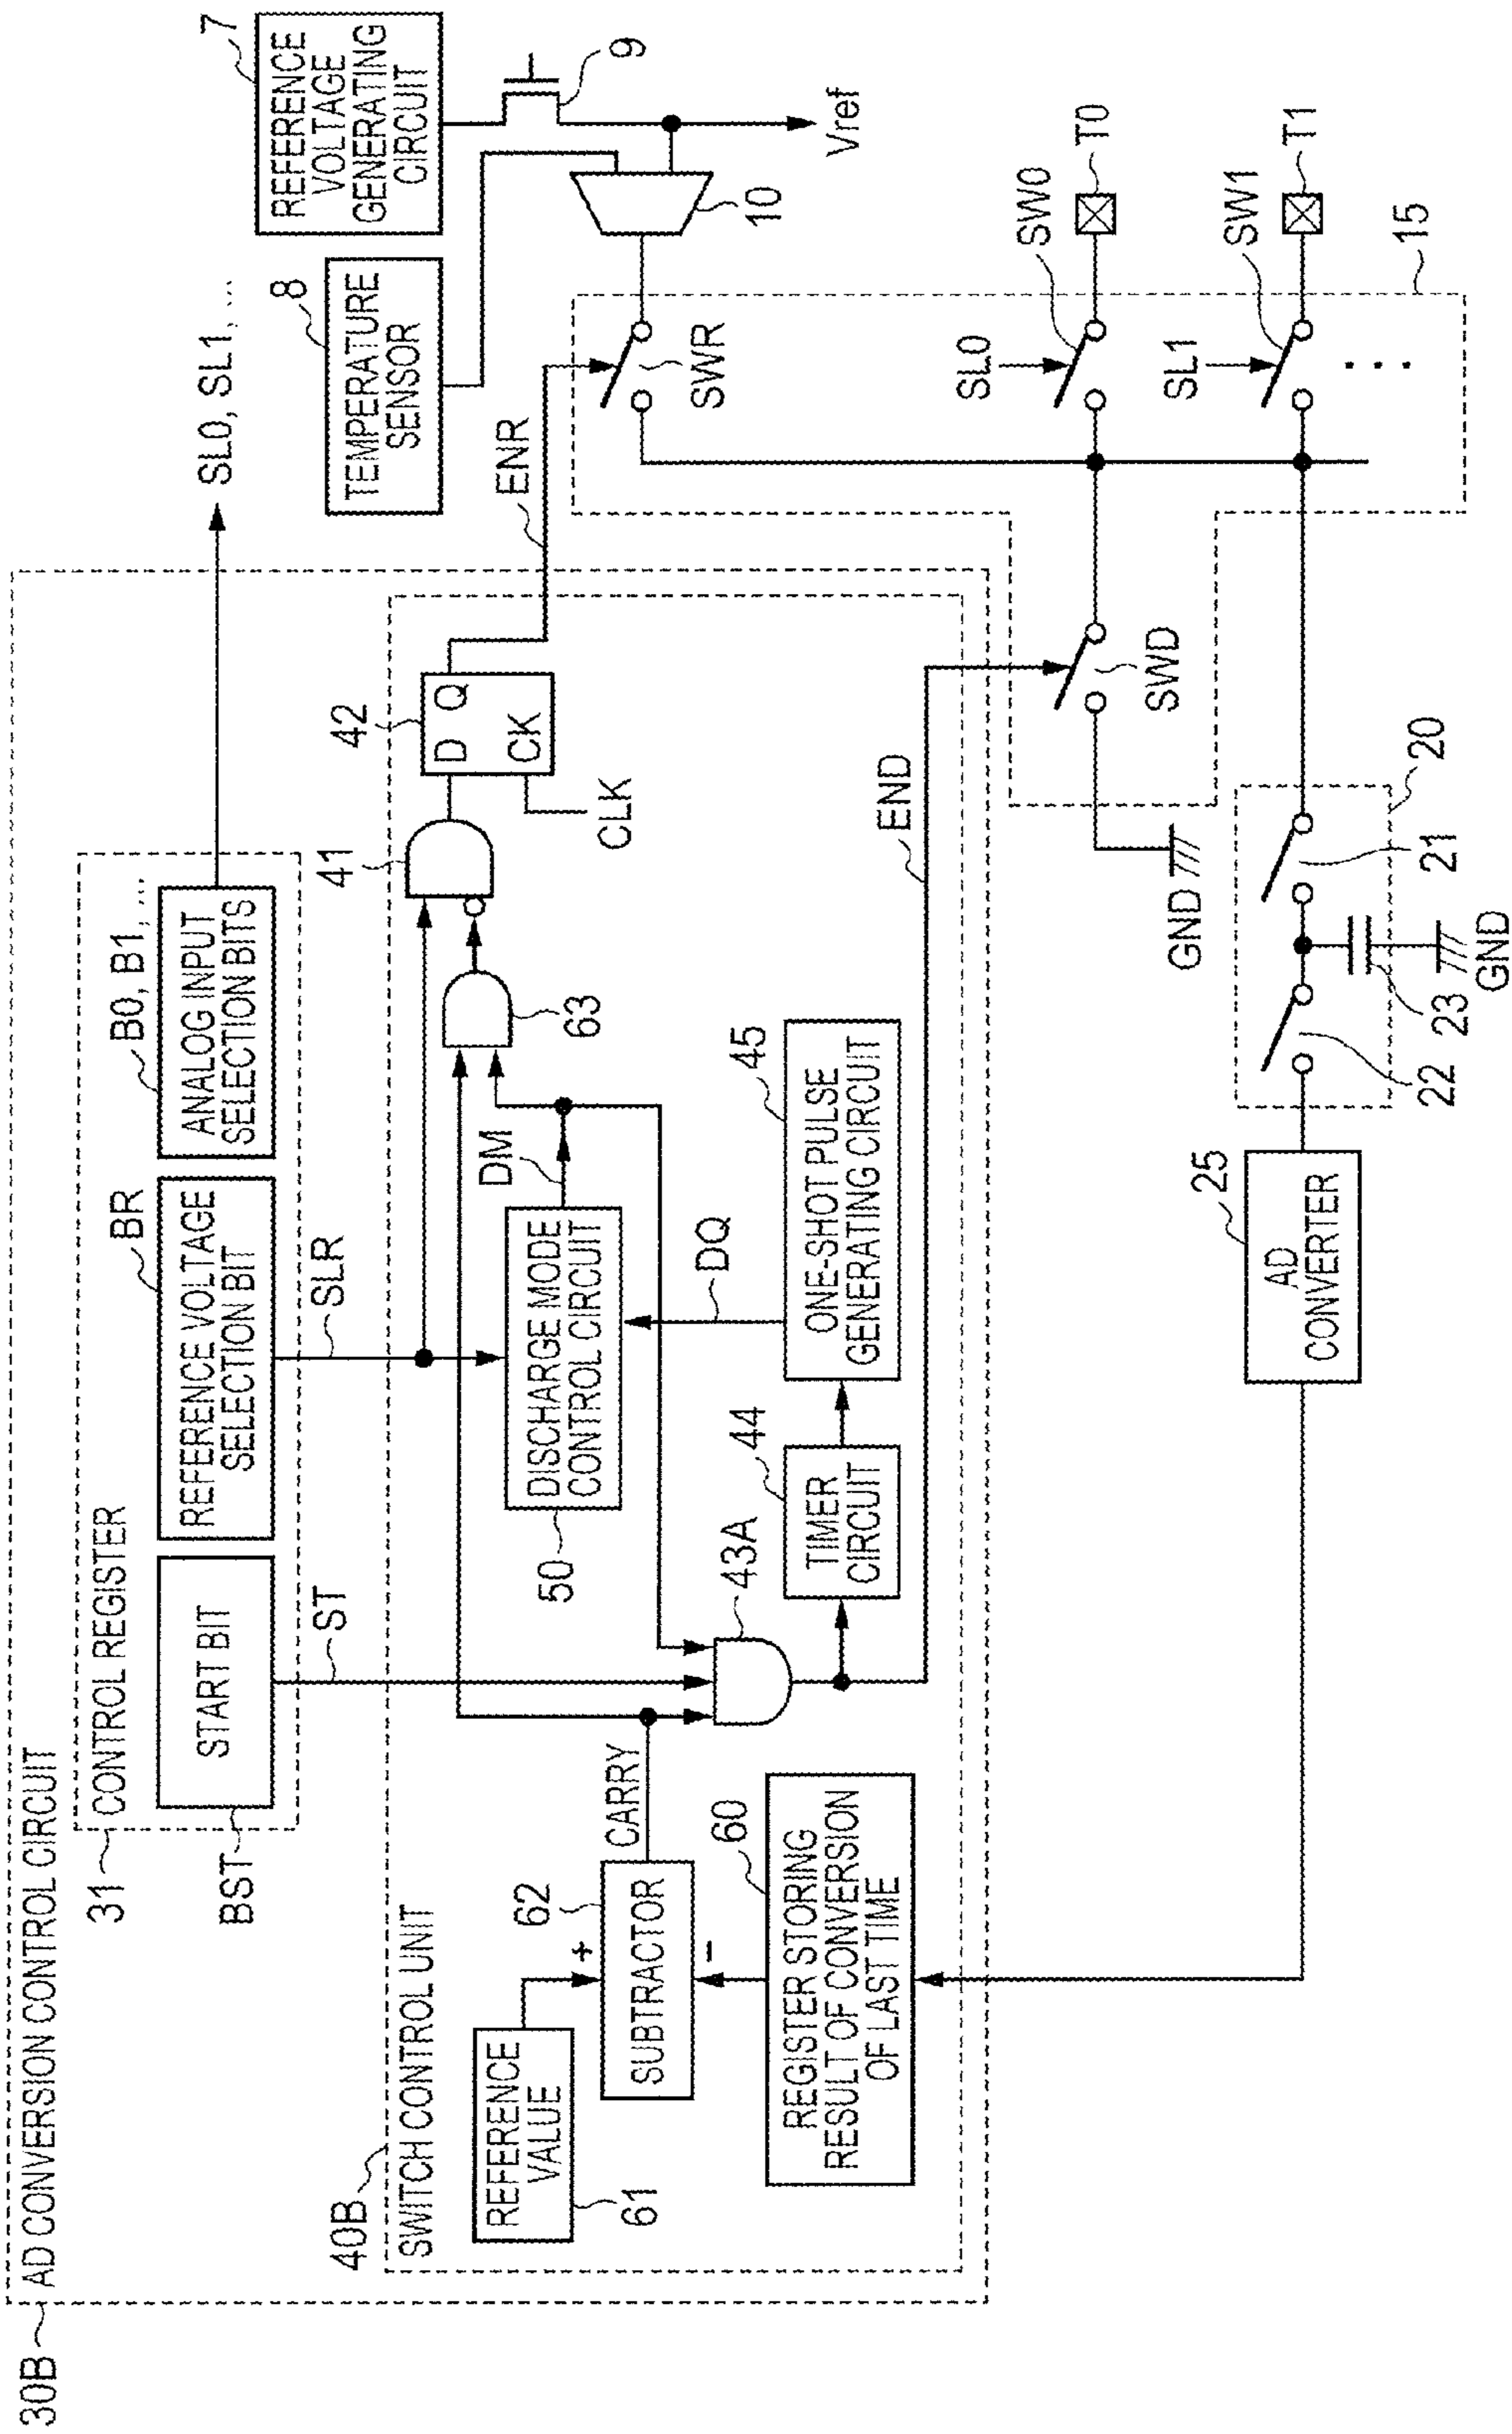 30B
AD CONVERSION CONTROL CIRCUIT
31
CONTROL REGISTER
BST
START BIT
BR
REFERENCE VOLTAGE
SELECTION BIT
B0, B1, ...
ANALOG INPUT
SELECTION BITS
SL0, SL1, ...
ST
SLR
7
REFERENCE
VOLTAGE
GENERATING
CIRCUIT
8
TEMPERATURE
SENSOR
9
10
Vref
40B
SWITCH CONTROL UNIT
61
REFERENCE
VALUE
62
SUBTRACTOR
+
−
CARRY
60
REGISTER STORING
RESULT OF CONVERSION
OF LAST TIME
43A
44
TIMER
CIRCUIT
45
ONE-SHOT PULSE
GENERATING CIRCUIT
DQ
50
DISCHARGE MODE
CONTROL CIRCUIT
DM
63
41
42
D Q
CK
CLK
ENR
END
SWR
SL0
SW0
T0
SL1
SW1
T1
...
15
SWD
GND
20
21
22
23
GND
25
AD
CONVERTER